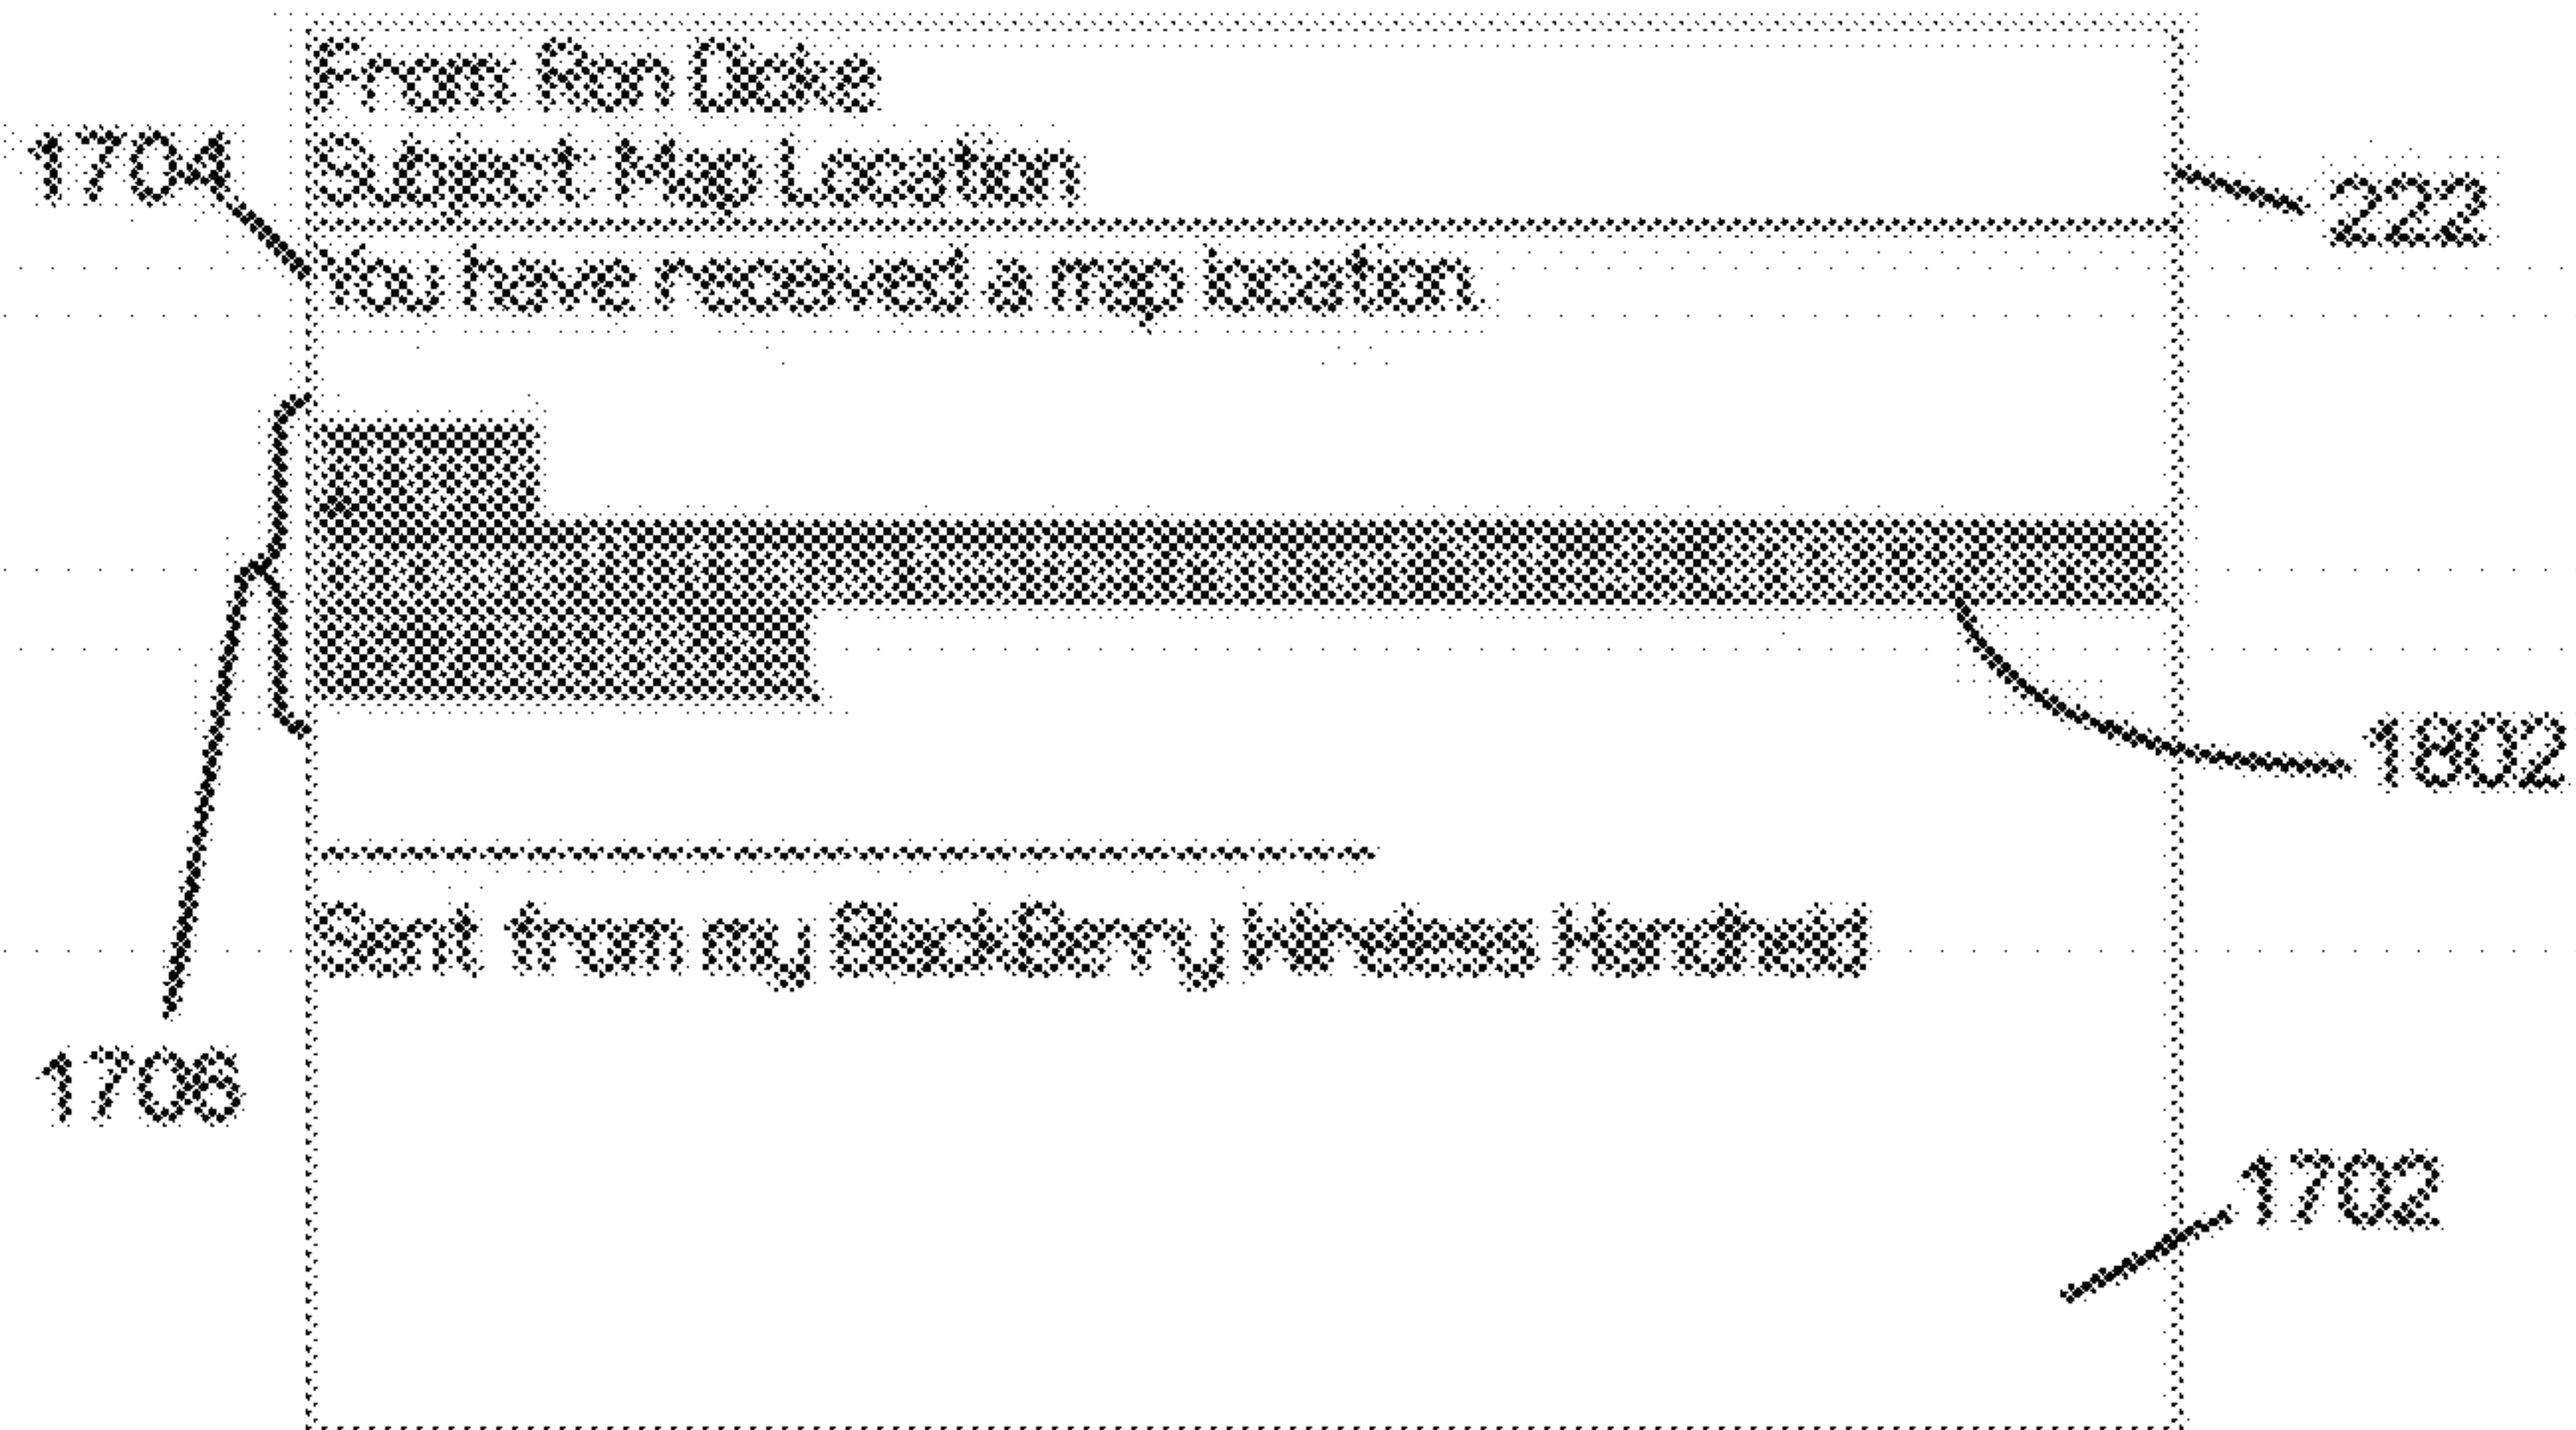 From Ron Dicke
Subject: Map Location
1704
222
You have received a map location.
1802
Sent from my BlackBerry Wireless Handheld
1706
1702